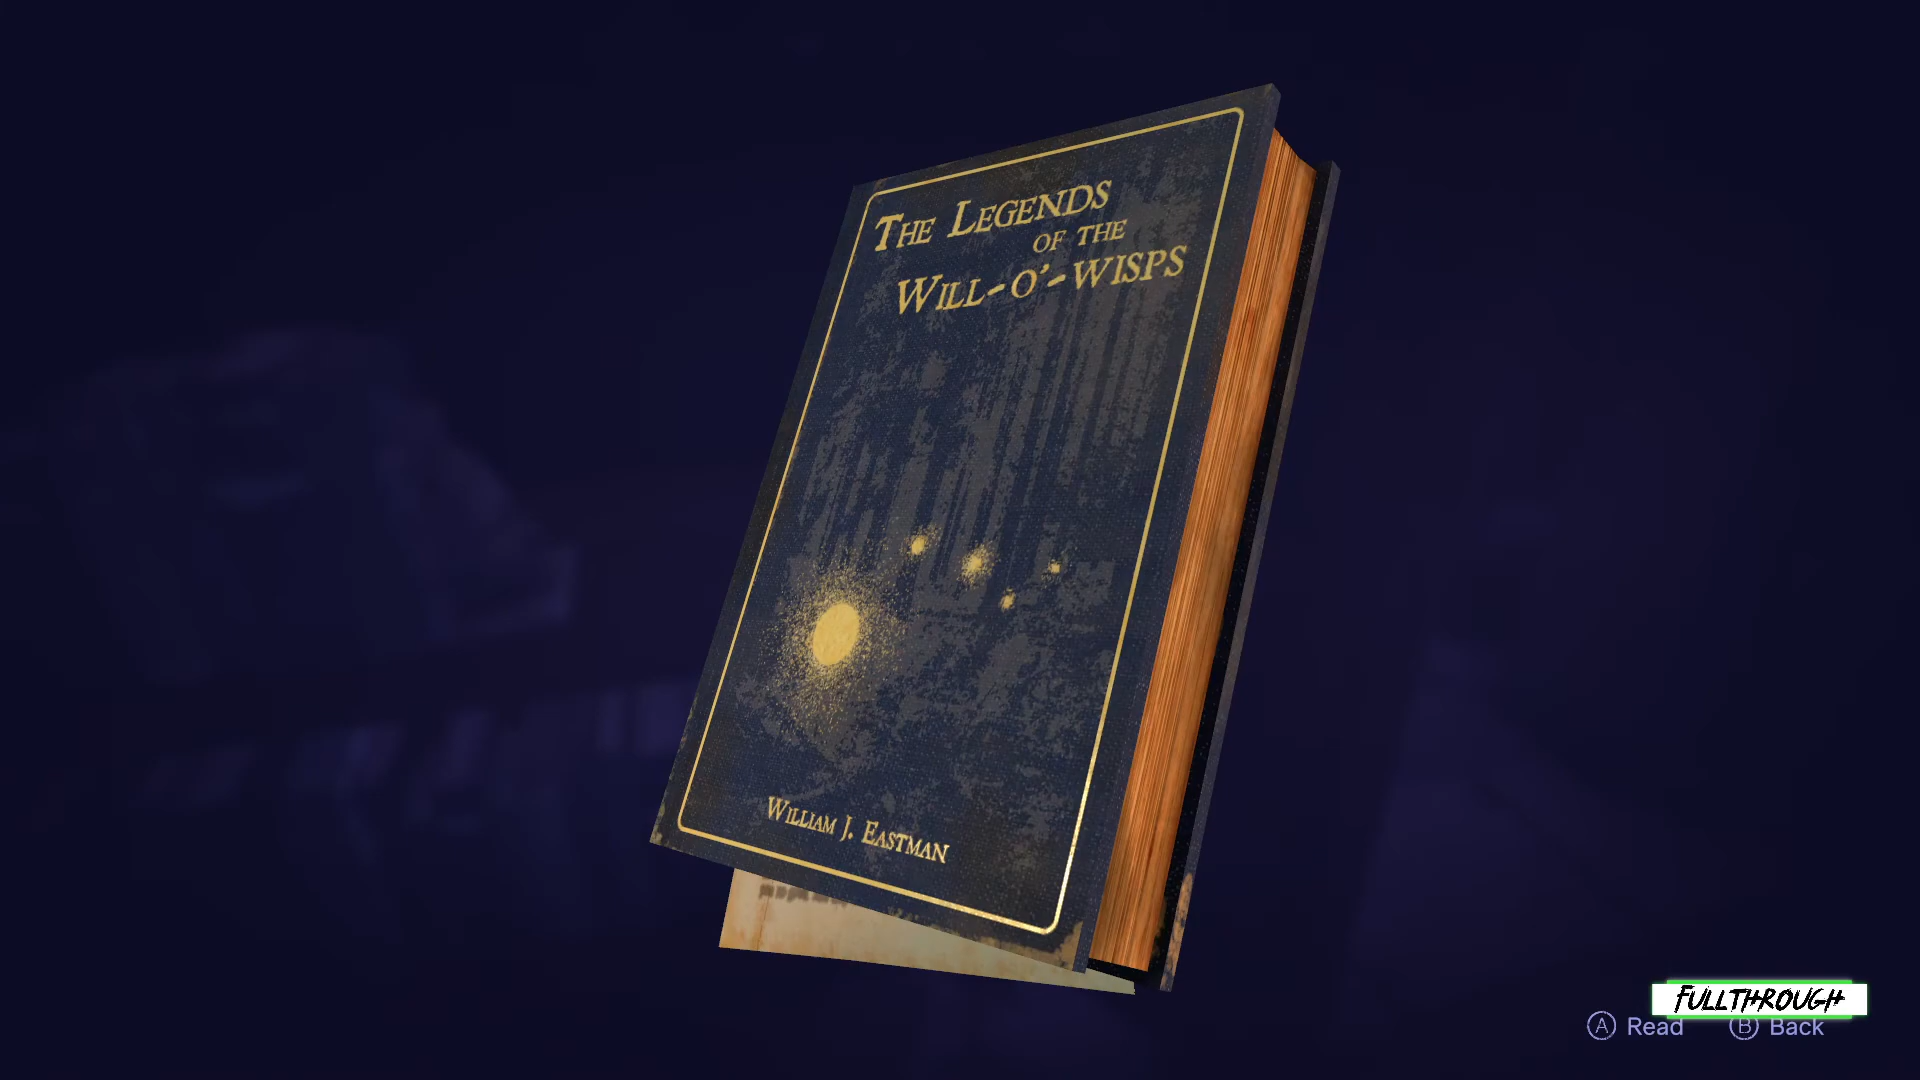 The Legends
of the
Will-o'-wisps
William J. Eastman
FULLTHROUGH
A Read B Back